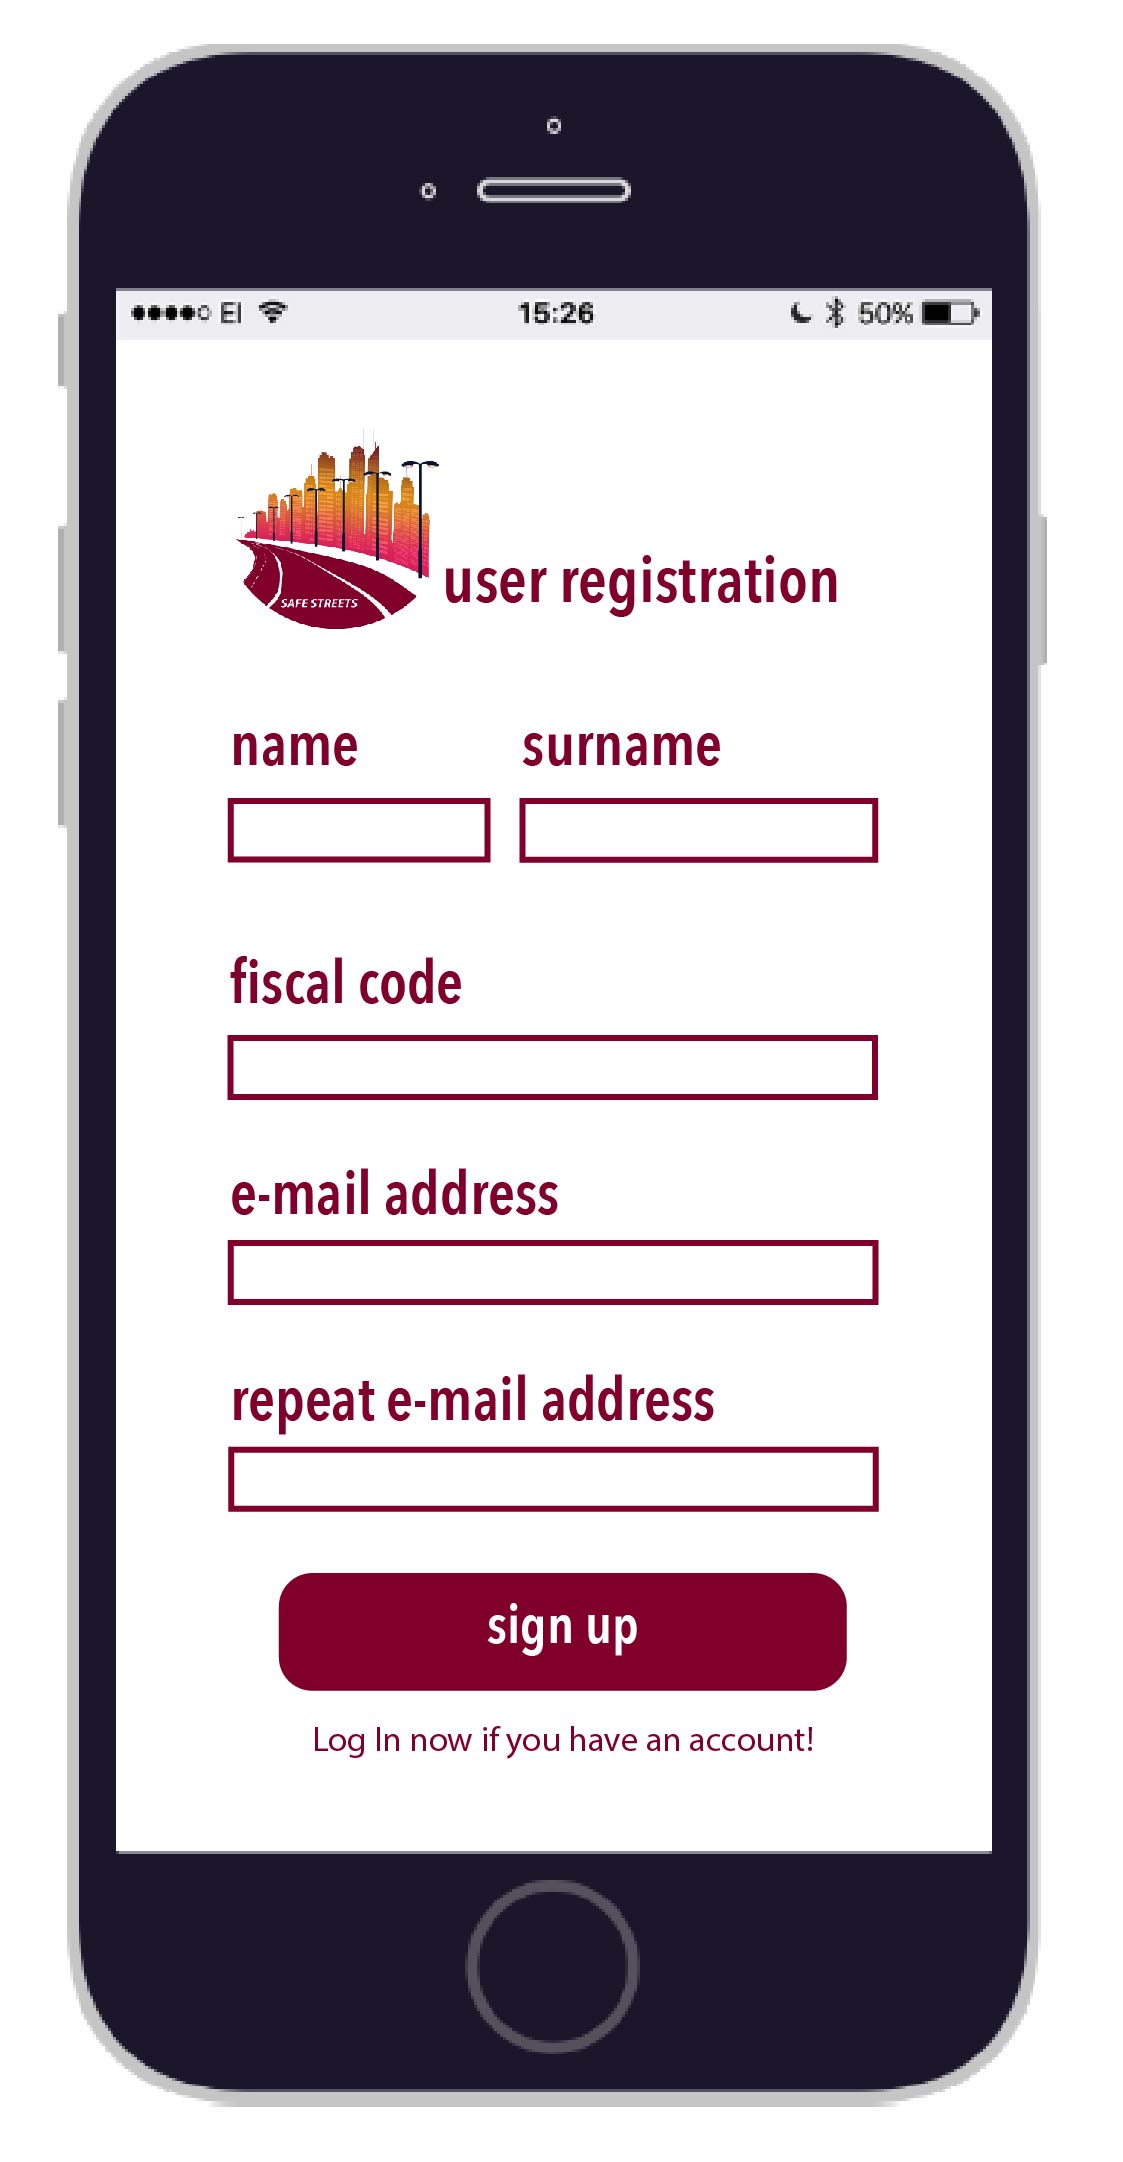 EI 15:26 50%
SAFE STREETS
user registration
name surname
fiscal code
e-mail address
repeat e-mail address
sign up
Log In now if you have an account!